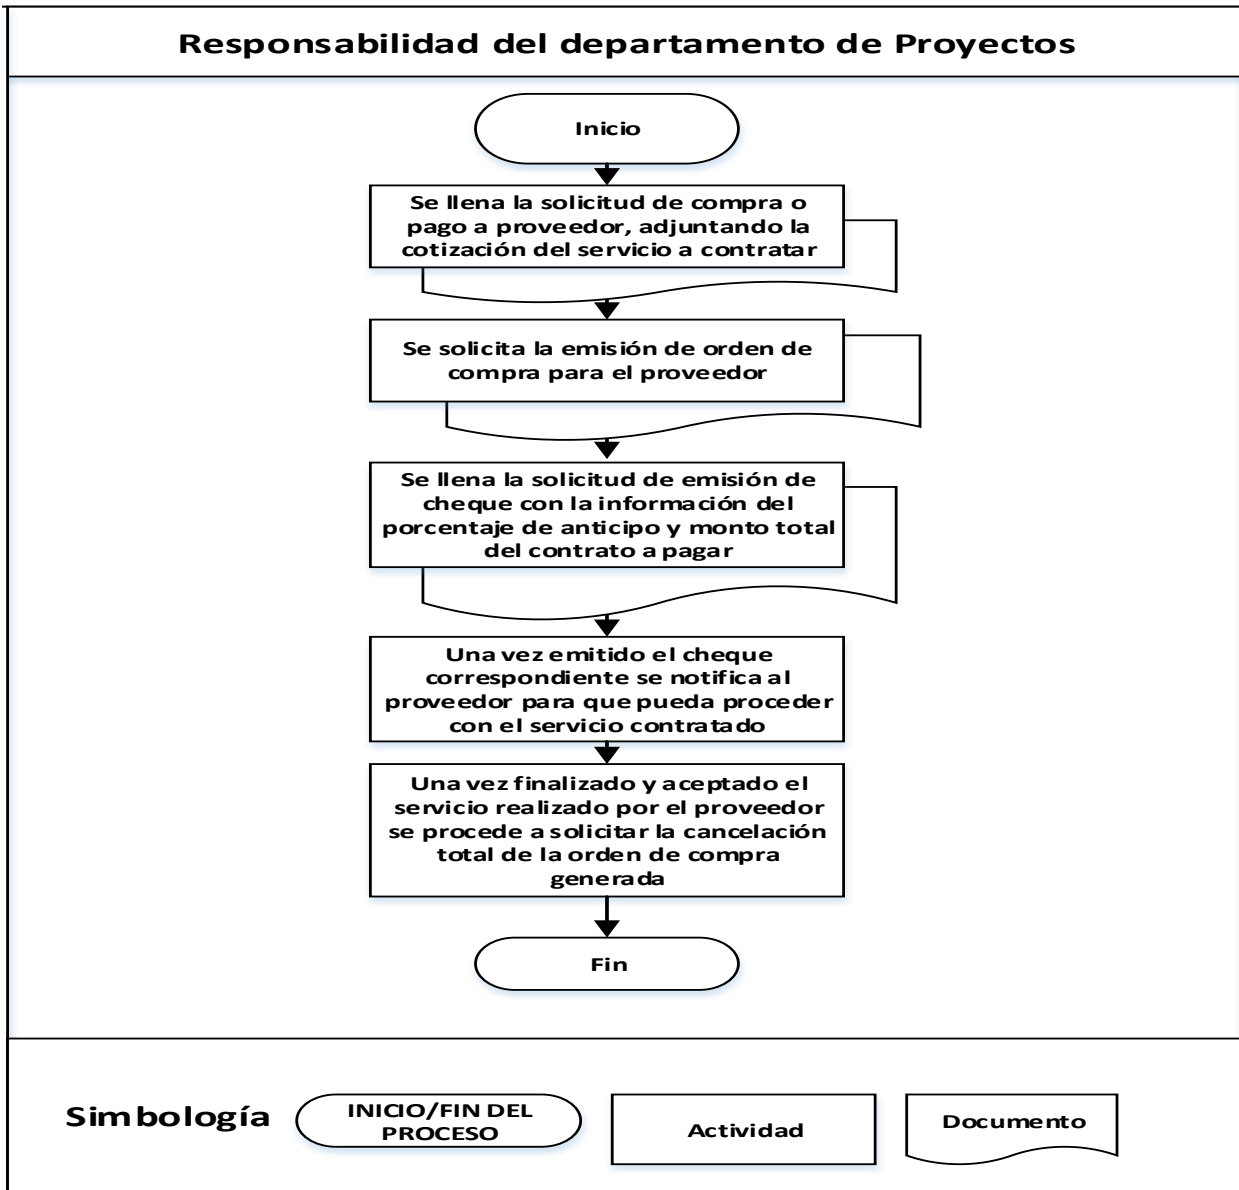 Responsabilidad del departamento de Proyectos
Inicio
Se llena la solicitud de compra o
pago a proveedor, adjuntando la
cotización del servicio a contratar
Se solicita la emisión de orden de
compra para el proveedor
Se llena la solicitud de emisión de
cheque con la información del
porcentaje de anticipo y monto total
del contrato a pagar
Una vez emitido el cheque
correspondiente se notifica al
proveedor para que pueda proceder
con el servicio contratado
Una vez finalizado y aceptado el
servicio realizado por el proveedor
se procede a solicitar la cancelación
total de la orden de compra
generada
Fin
Simbología
INICIO/FIN DEL
PROCESO
Actividad
Documento